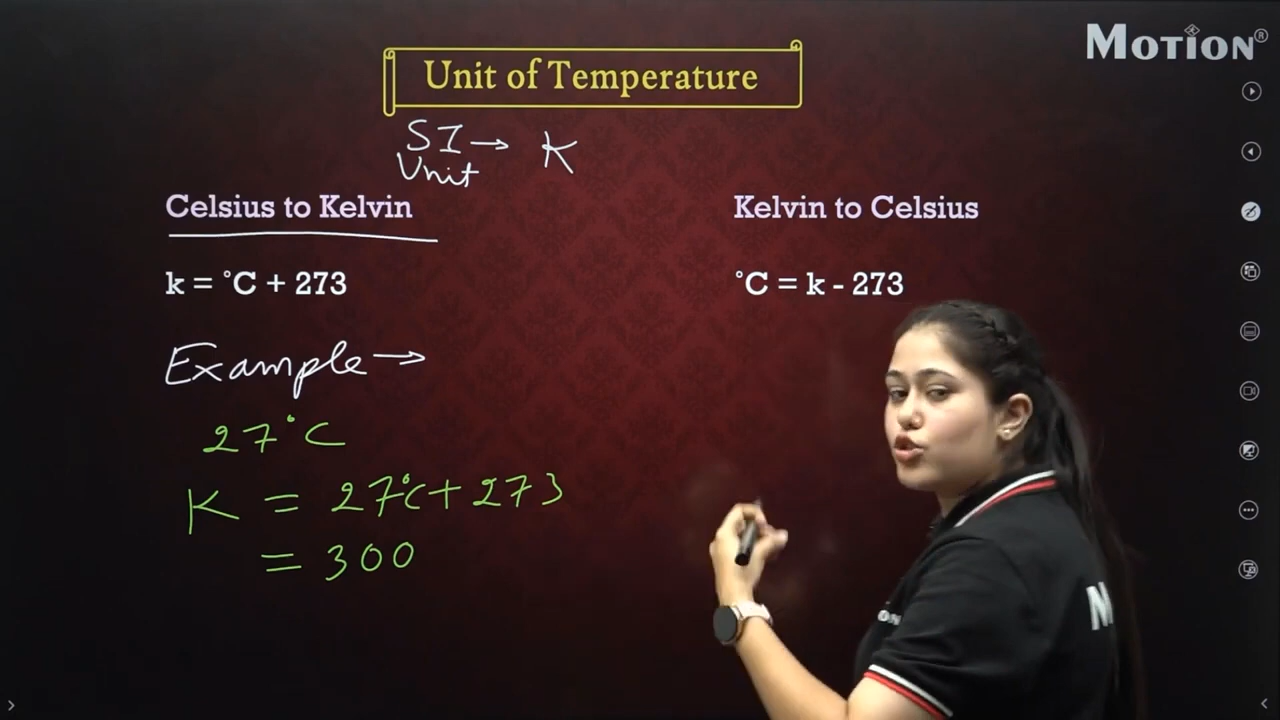 MOTION®
Unit of Temperature
SI → K
Unit
Celsius to Kelvin
Kelvin to Celsius
k = °C + 273
°C = k - 273
Example →
27°C
K = 27°C + 273
= 300